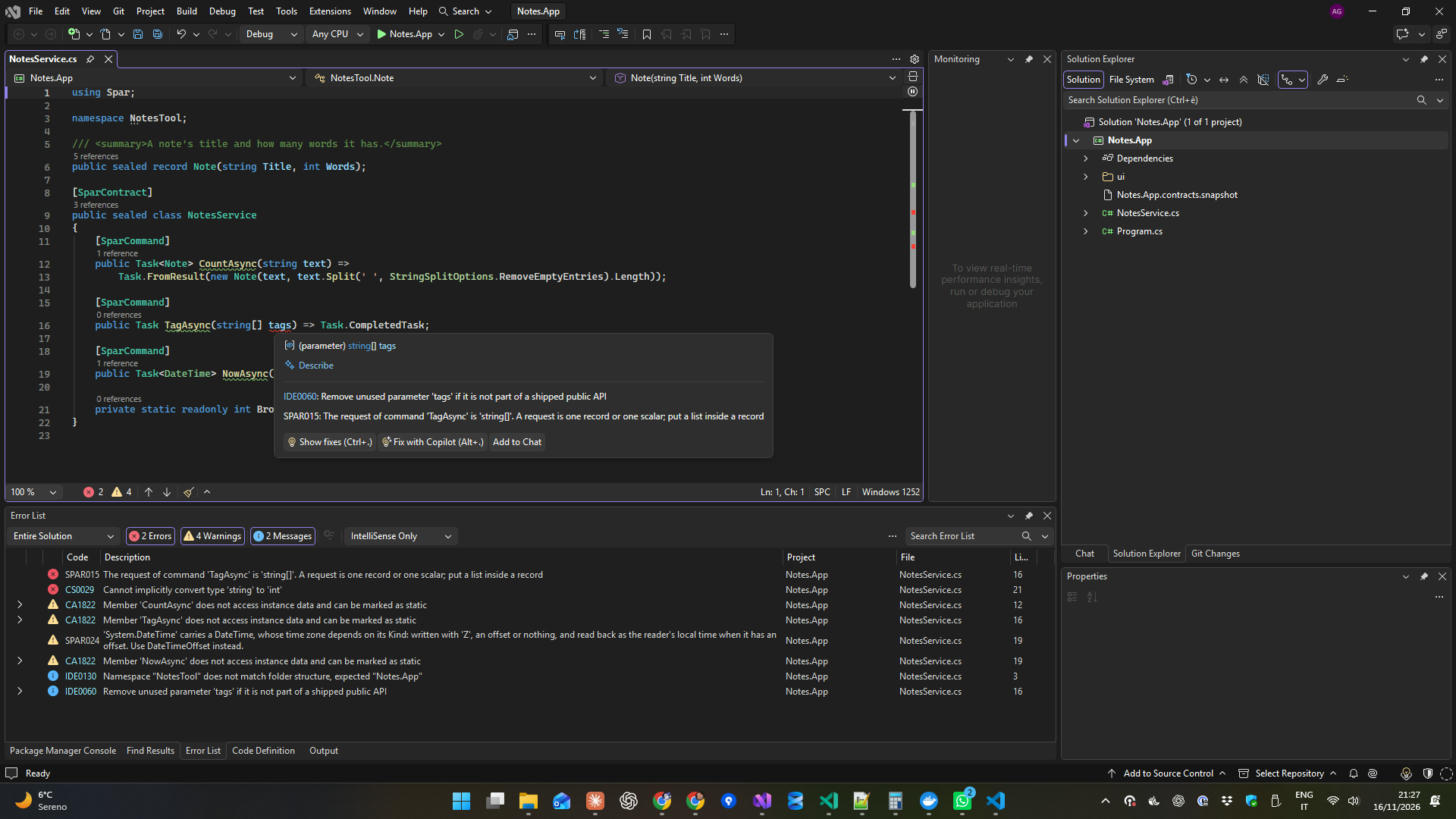 File Edit View Git Project Build Debug Test Tools Extensions Window Help Search Notes.App AG
Debug Any CPU Notes.App
NotesService.cs
Notes.App NotesTool.Note Note(string Title, int Words)
1 using Spar;
2
3 namespace NotesTool;
4
5 /// <summary>A note's title and how many words it has.</summary>
5 references
6 public sealed record Note(string Title, int Words);
7
8 [SparContract]
3 references
9 public sealed class NotesService
10 {
11 [SparCommand]
1 reference
12 public Task<Note> CountAsync(string text) =>
13 Task.FromResult(new Note(text, text.Split(' ', StringSplitOptions.RemoveEmptyEntries).Length));
14
15 [SparCommand]
0 references
16 public Task TagAsync(string[] tags) => Task.CompletedTask;
17
18 [SparCommand]
1 reference
19 public Task<DateTime> NowAsync(
20
0 references
21 private static readonly int Bro
22 }
23
(parameter) string[] tags
Describe
IDE0060: Remove unused parameter 'tags' if it is not part of a shipped public API
SPAR015: The request of command 'TagAsync' is 'string[]'. A request is one record or one scalar; put a list inside a record
Show fixes (Ctrl+.) Fix with Copilot (Alt+.) Add to Chat
100 % 2 4 Ln: 1, Ch: 1 SPC LF Windows 1252
Monitoring
To view real-time
performance insights,
run or debug your
application
Solution Explorer
Solution File System
Search Solution Explorer (Ctrl+è)
Solution 'Notes.App' (1 of 1 project)
Notes.App
Dependencies
ui
Notes.App.contracts.snapshot
C# NotesService.cs
C# Program.cs
Chat Solution Explorer Git Changes
Properties
Error List
Entire Solution 2 Errors 4 Warnings 2 Messages IntelliSense Only Search Error List
Code Description Project File Li...
SPAR015 The request of command 'TagAsync' is 'string[]'. A request is one record or one scalar; put a list inside a record Notes.App NotesService.cs 16
CS0029 Cannot implicitly convert type 'string' to 'int' Notes.App NotesService.cs 21
CA1822 Member 'CountAsync' does not access instance data and can be marked as static Notes.App NotesService.cs 12
CA1822 Member 'TagAsync' does not access instance data and can be marked as static Notes.App NotesService.cs 16
SPAR024 'System.DateTime' carries a DateTime, whose time zone depends on its Kind: written with 'Z', an offset or nothing, and read back as the reader's local time when it has an
offset. Use DateTimeOffset instead. Notes.App NotesService.cs 19
CA1822 Member 'NowAsync' does not access instance data and can be marked as static Notes.App NotesService.cs 19
IDE0130 Namespace "NotesTool" does not match folder structure, expected "Notes.App" Notes.App NotesService.cs 3
IDE0060 Remove unused parameter 'tags' if it is not part of a shipped public API Notes.App NotesService.cs 16
Package Manager Console Find Results Error List Code Definition Output
Ready Add to Source Control Select Repository
6°C
Sereno
2
ENG
IT
21:27
16/11/2026